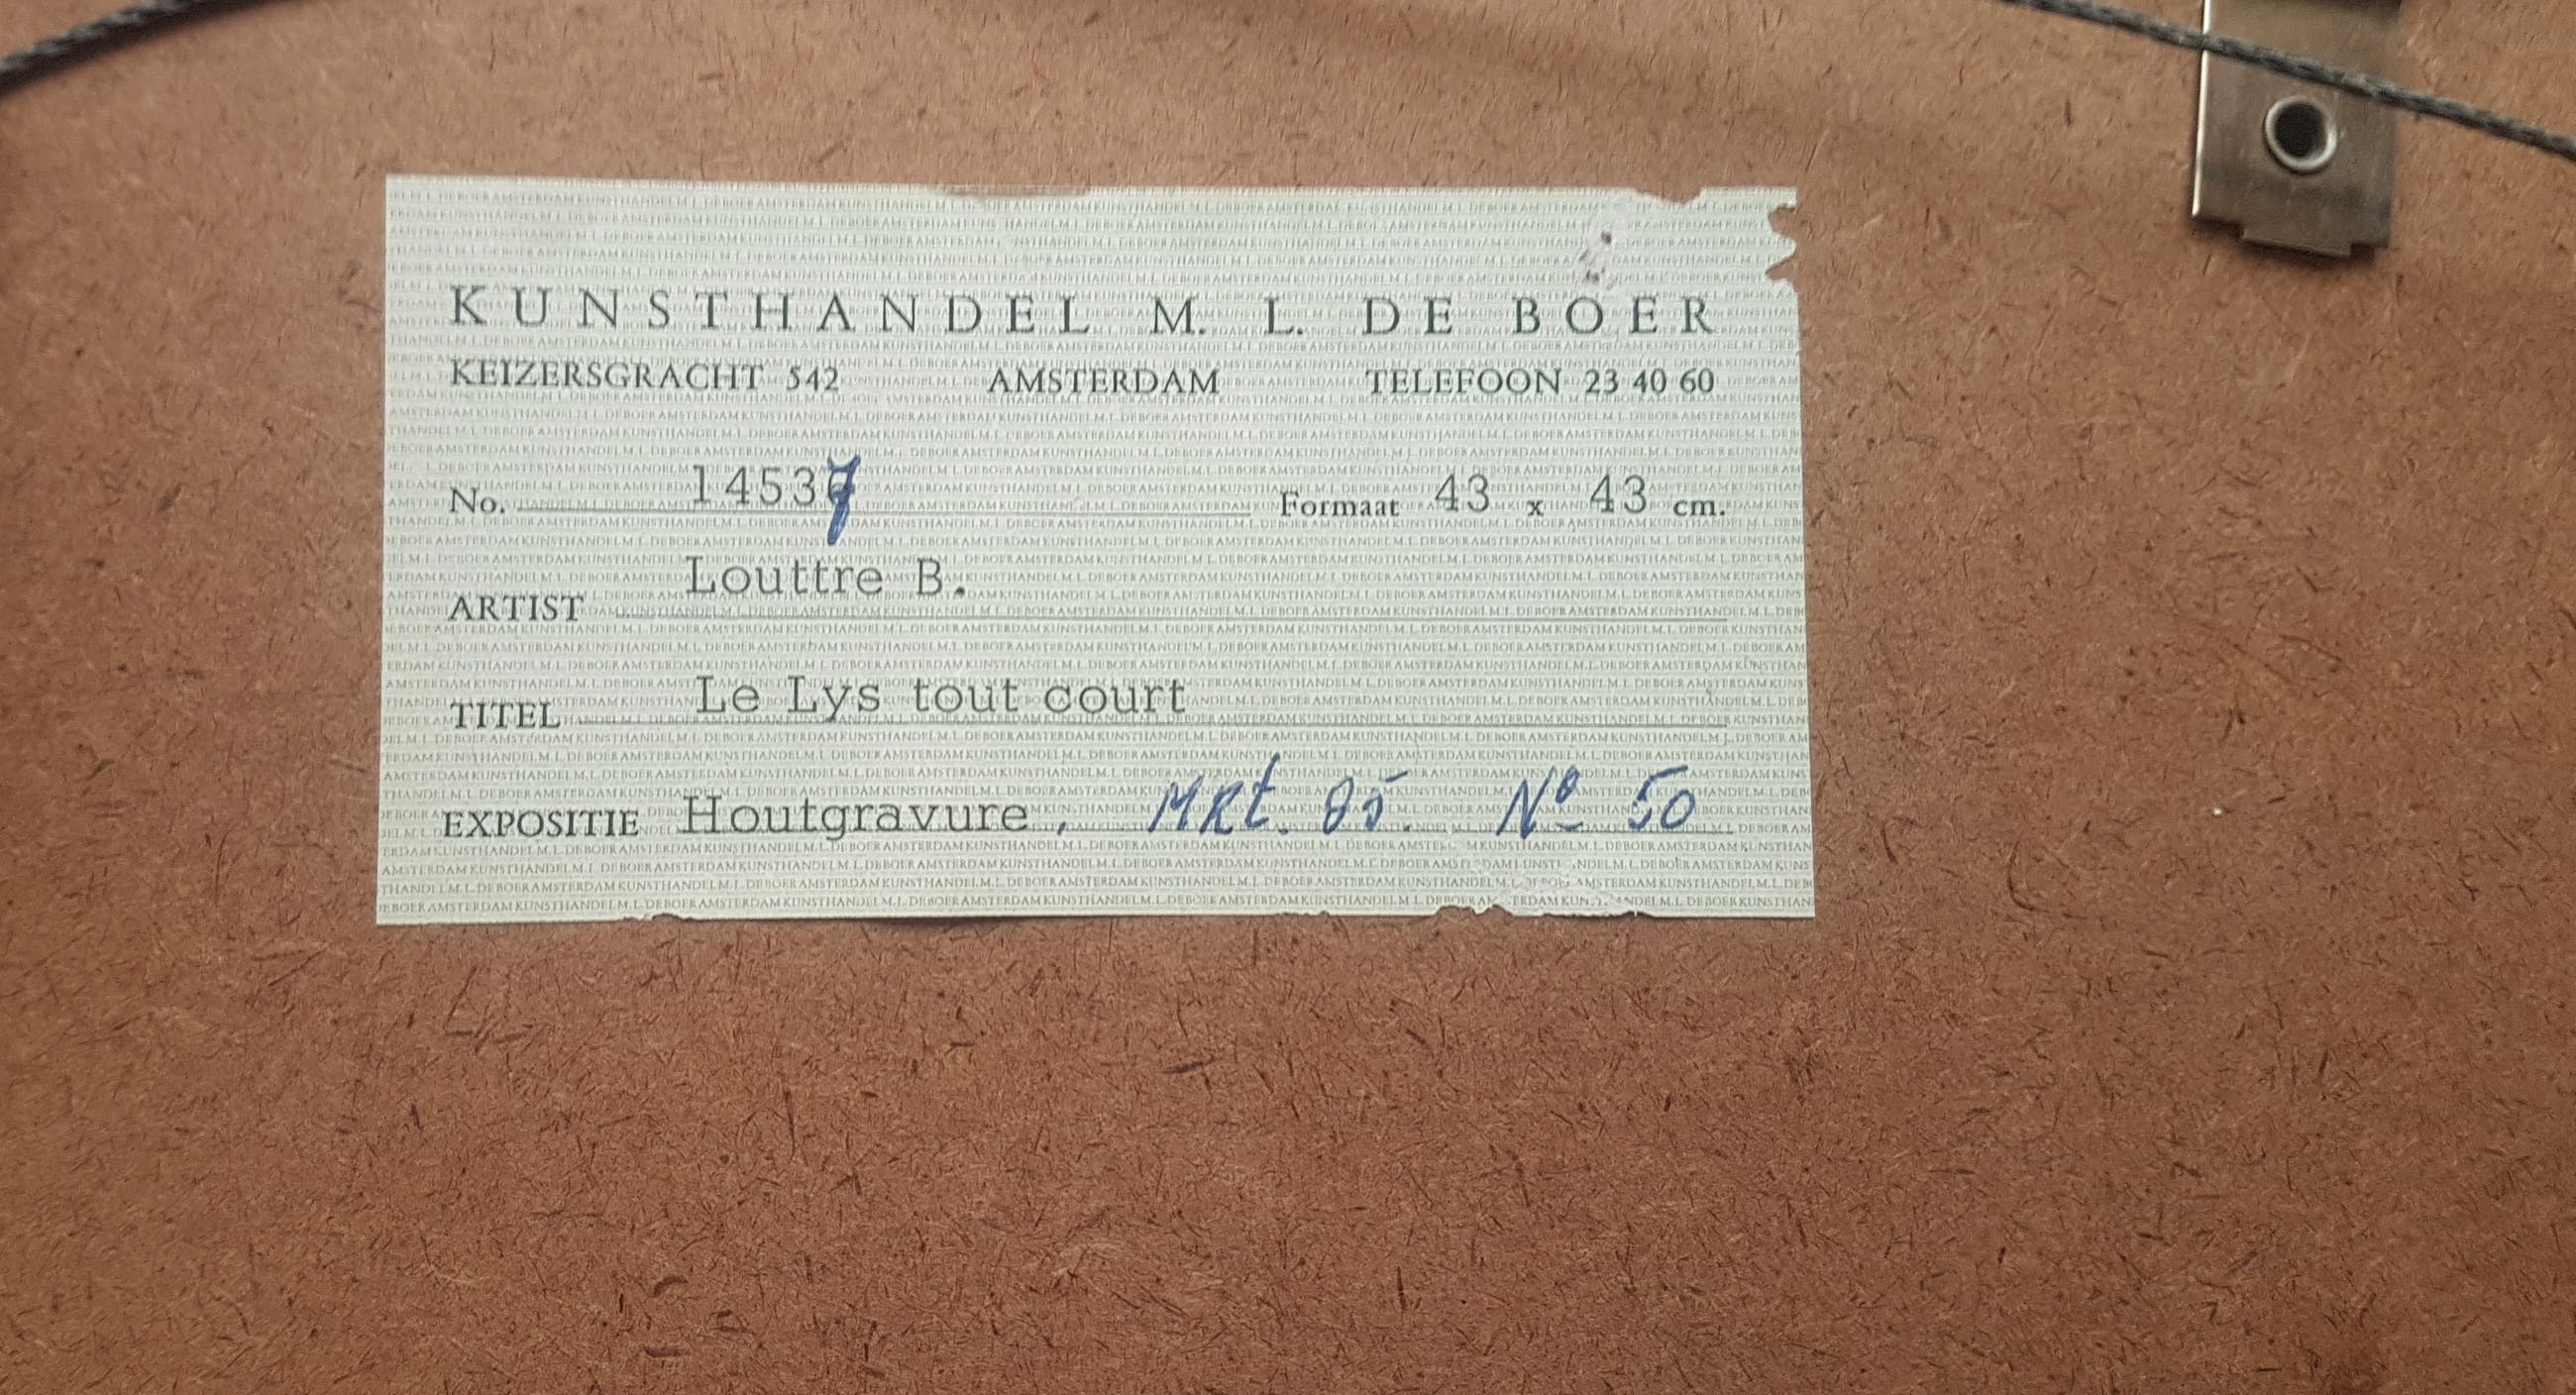 KUNSTHANDEL M. L. DE BOER
KEIZERSGRACHT 542 AMSTERDAM TELEFOON 23 40 60
No. 14537 Formaat 43 x 43 cm.
ARTIST Louttre B.
TITEL Le Lys tout court
EXPOSITIE Houtgravure, MRt. 85. Nº 50